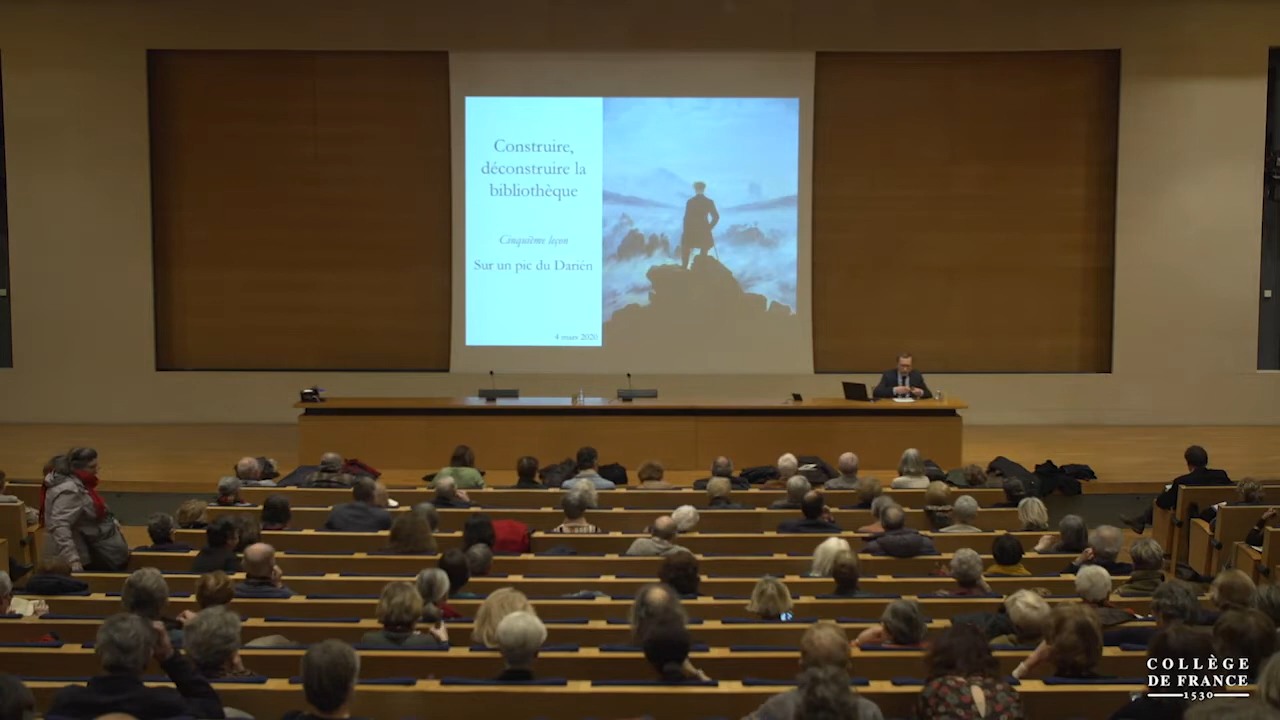 Construire,
déconstruire la
bibliothèque
Cinquième leçon
Sur un pic du Darién
4 mars 2020
COLLÈGE
DE FRANCE
1530